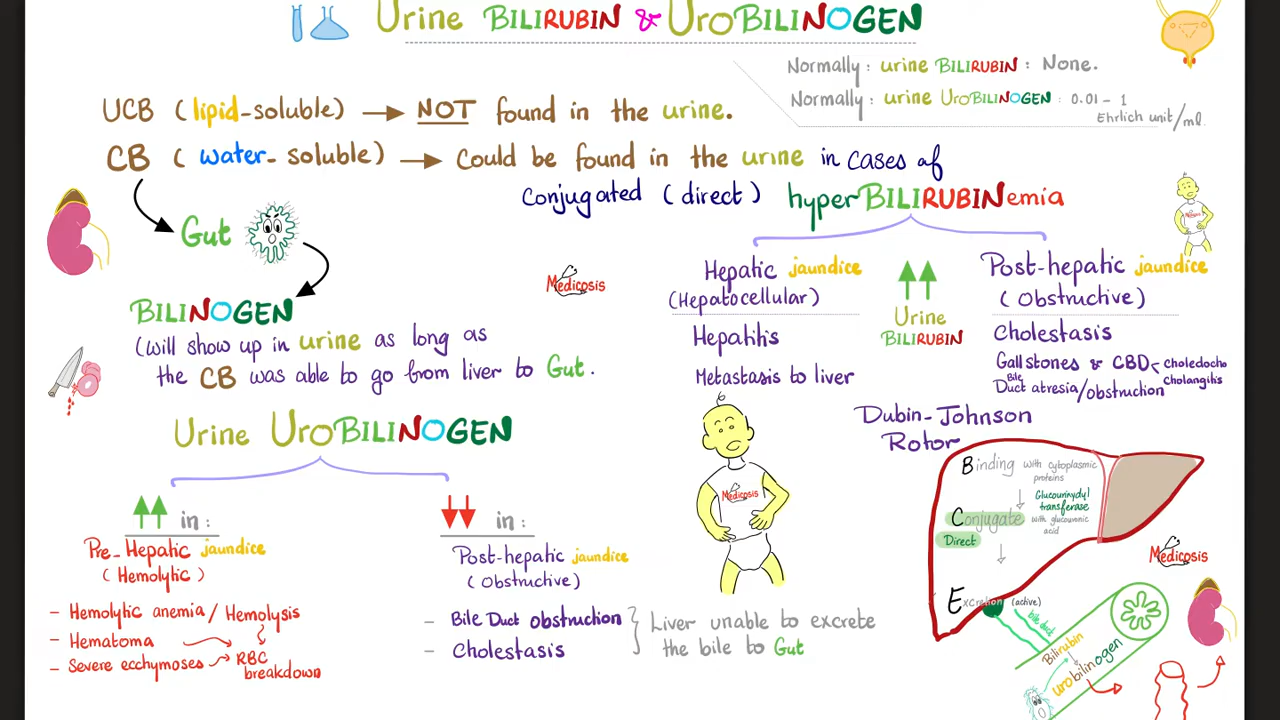 Urine BILIRUBIN & UroBILINOGEN
Normally: urine BILIRUBIN : None.
Normally: urine UroBILINOGEN : 0.01 - 1
Ehrlich unit/ml.
UCB (lipid-soluble) → NOT found in the urine.
CB (water-soluble) → Could be found in the urine in cases of
Conjugated (direct) hyperBILIRUBINemia
Gut
BILINOGEN
(will show up in urine as long as
the CB was able to go from liver to Gut.
Medicosis
Medicosis
Hepatic jaundice
(Hepatocellular)
Hepatitis
Metastasis to liver
Urine
BILIRUBIN
Post-hepatic jaundice
(Obstructive)
Cholestasis
Gallstones & CBD
choledocho
cholangitis
Bile
Duct atresia/obstruction
Dubin-Johnson
Rotor
Urine UroBILINOGEN
in:
Pre-Hepatic jaundice
(Hemolytic)
- Hemolytic anemia / Hemolysis
- Hematoma
- Severe ecchymoses → RBC
breakdown
in:
Post-hepatic jaundice
(Obstructive)
- Bile Duct obstruction
- Cholestasis
Liver unable to excrete
the bile to Gut
Medicosis
Binding with cytoplasmic
proteins
Glucourinydyl
transferase
Conjugate with glucouronic
acid
Direct
Excretion (active)
bile duct
Bilirubin
urobilinogen
Medicosis